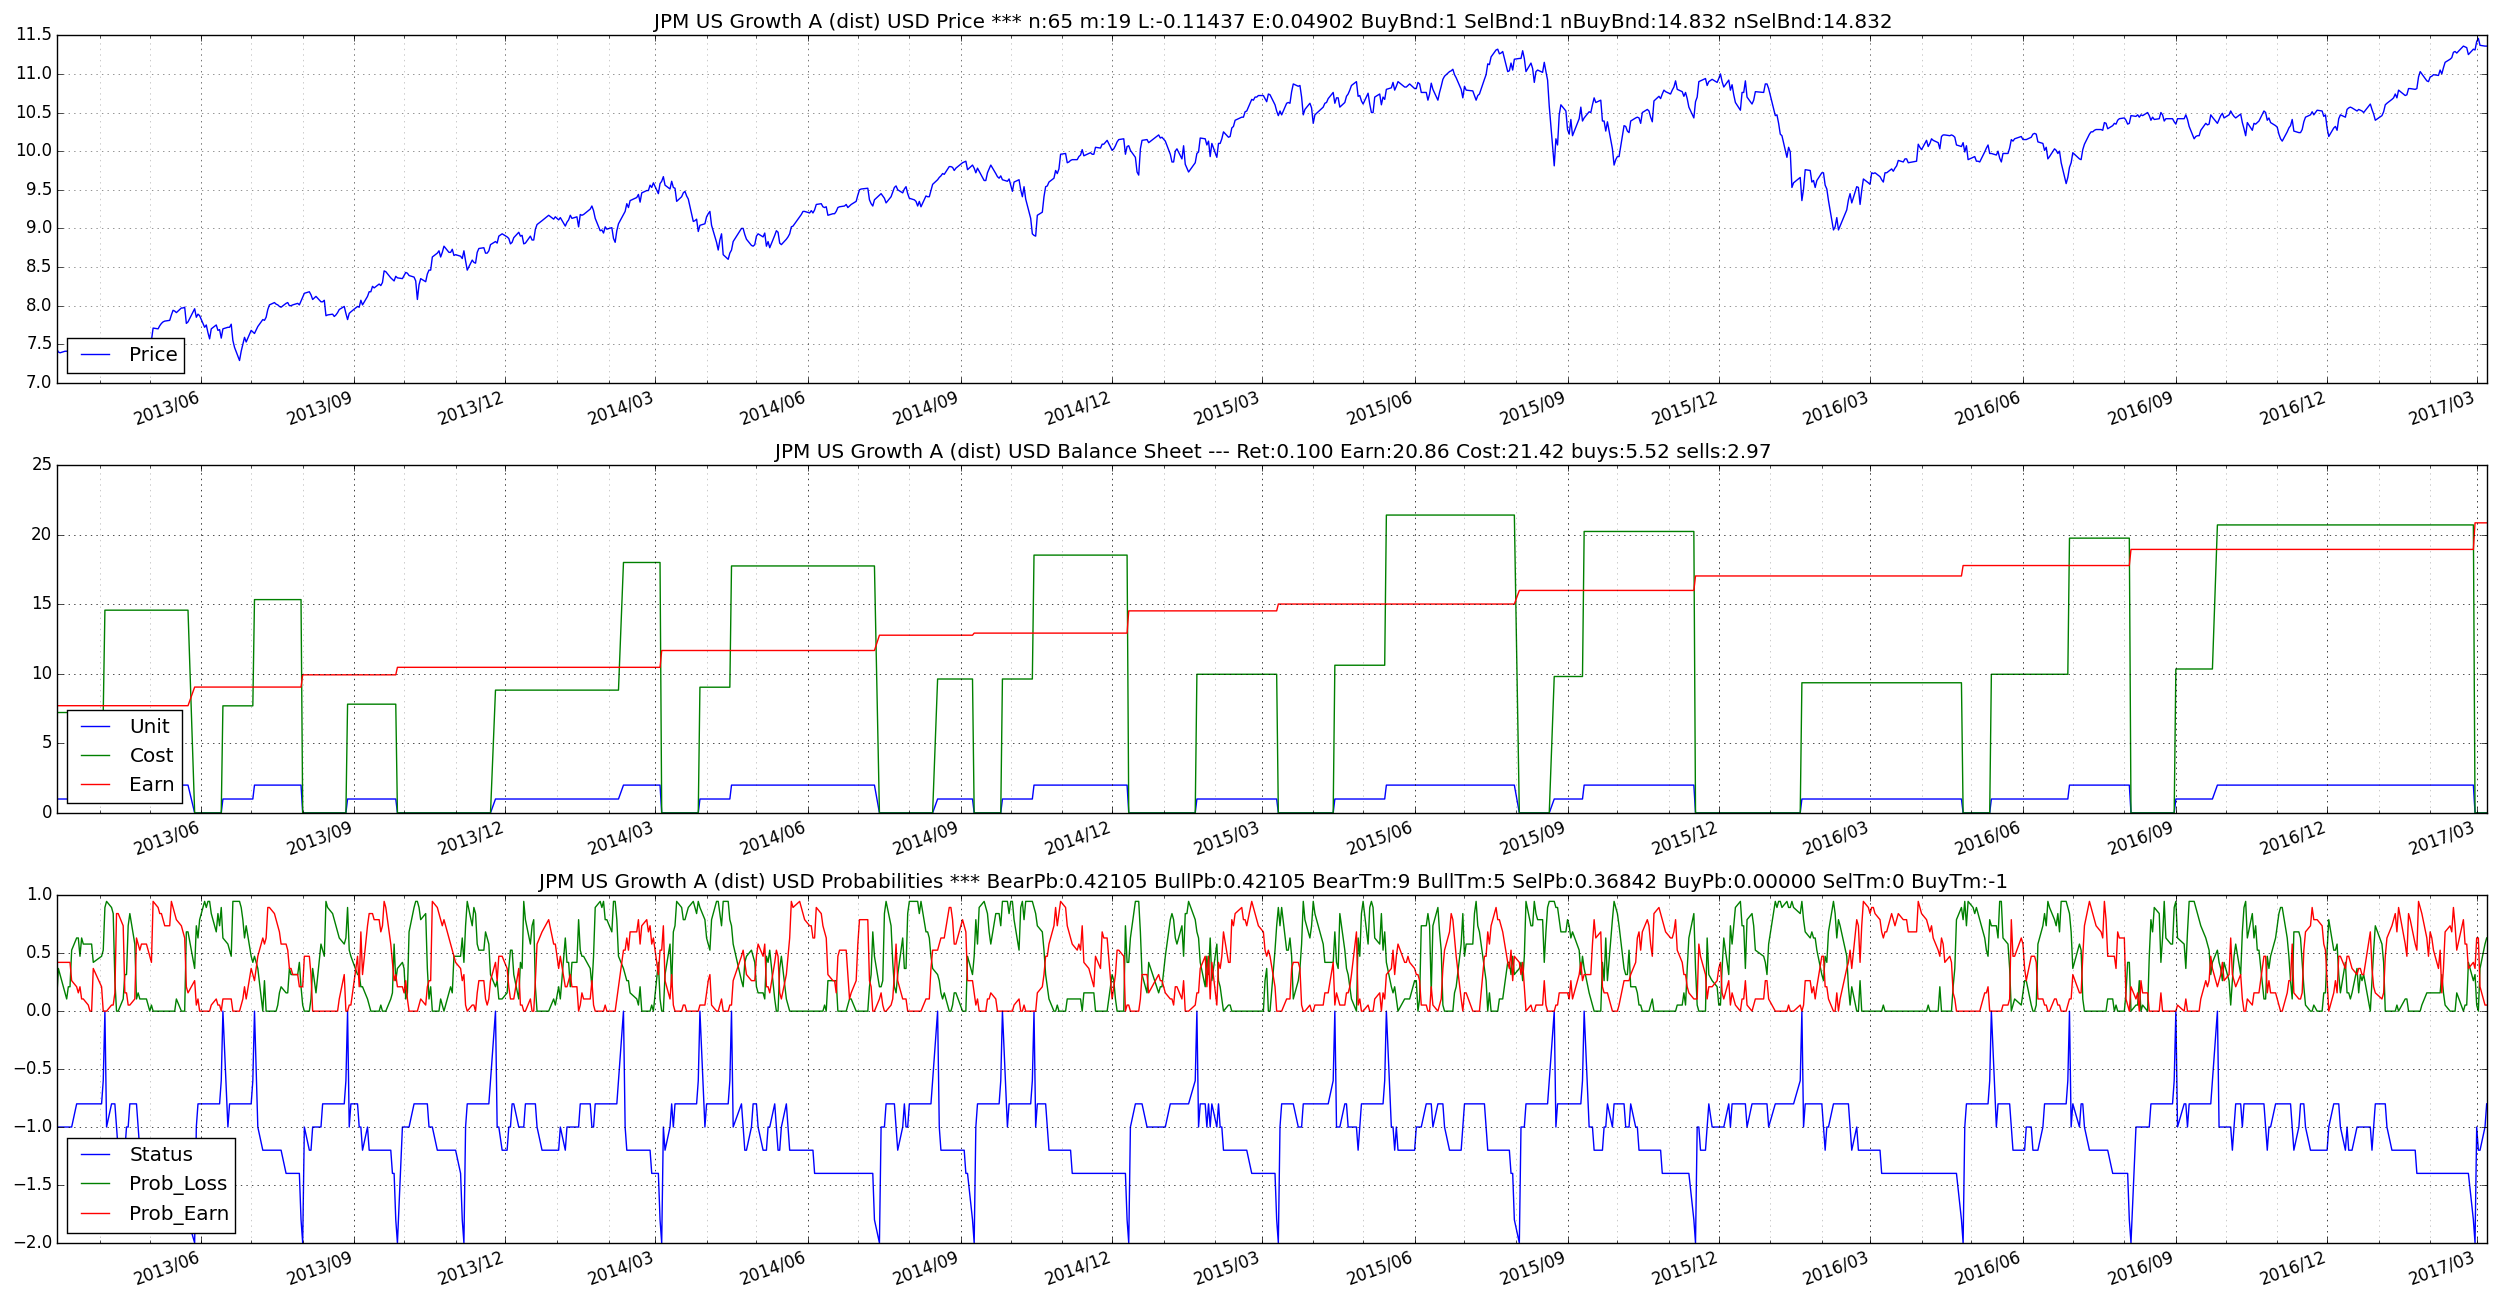 JPM US Growth A (dist) USD Price *** n:65 m:19 L:-0.11437 E:0.04902 BuyBnd:1 SelBnd:1 nBuyBnd:14.832 nSelBnd:14.832
11.5
11.0
10.5
10.0
9.5
9.0
8.5
8.0
7.5
7.0
Price
2013/06 2013/09 2013/12 2014/03 2014/06 2014/09 2014/12 2015/03 2015/06 2015/09 2015/12 2016/03 2016/06 2016/09 2016/12 2017/03
JPM US Growth A (dist) USD Balance Sheet --- Ret:0.100 Earn:20.86 Cost:21.42 buys:5.52 sells:2.97
25
20
15
10
5
0
Unit
Cost
Earn
2013/06 2013/09 2013/12 2014/03 2014/06 2014/09 2014/12 2015/03 2015/06 2015/09 2015/12 2016/03 2016/06 2016/09 2016/12 2017/03
JPM US Growth A (dist) USD Probabilities *** BearPb:0.42105 BullPb:0.42105 BearTm:9 BullTm:5 SelPb:0.36842 BuyPb:0.00000 SelTm:0 BuyTm:-1
1.0
0.5
0.0
−0.5
−1.0
−1.5
−2.0
Status
Prob_Loss
Prob_Earn
2013/06 2013/09 2013/12 2014/03 2014/06 2014/09 2014/12 2015/03 2015/06 2015/09 2015/12 2016/03 2016/06 2016/09 2016/12 2017/03